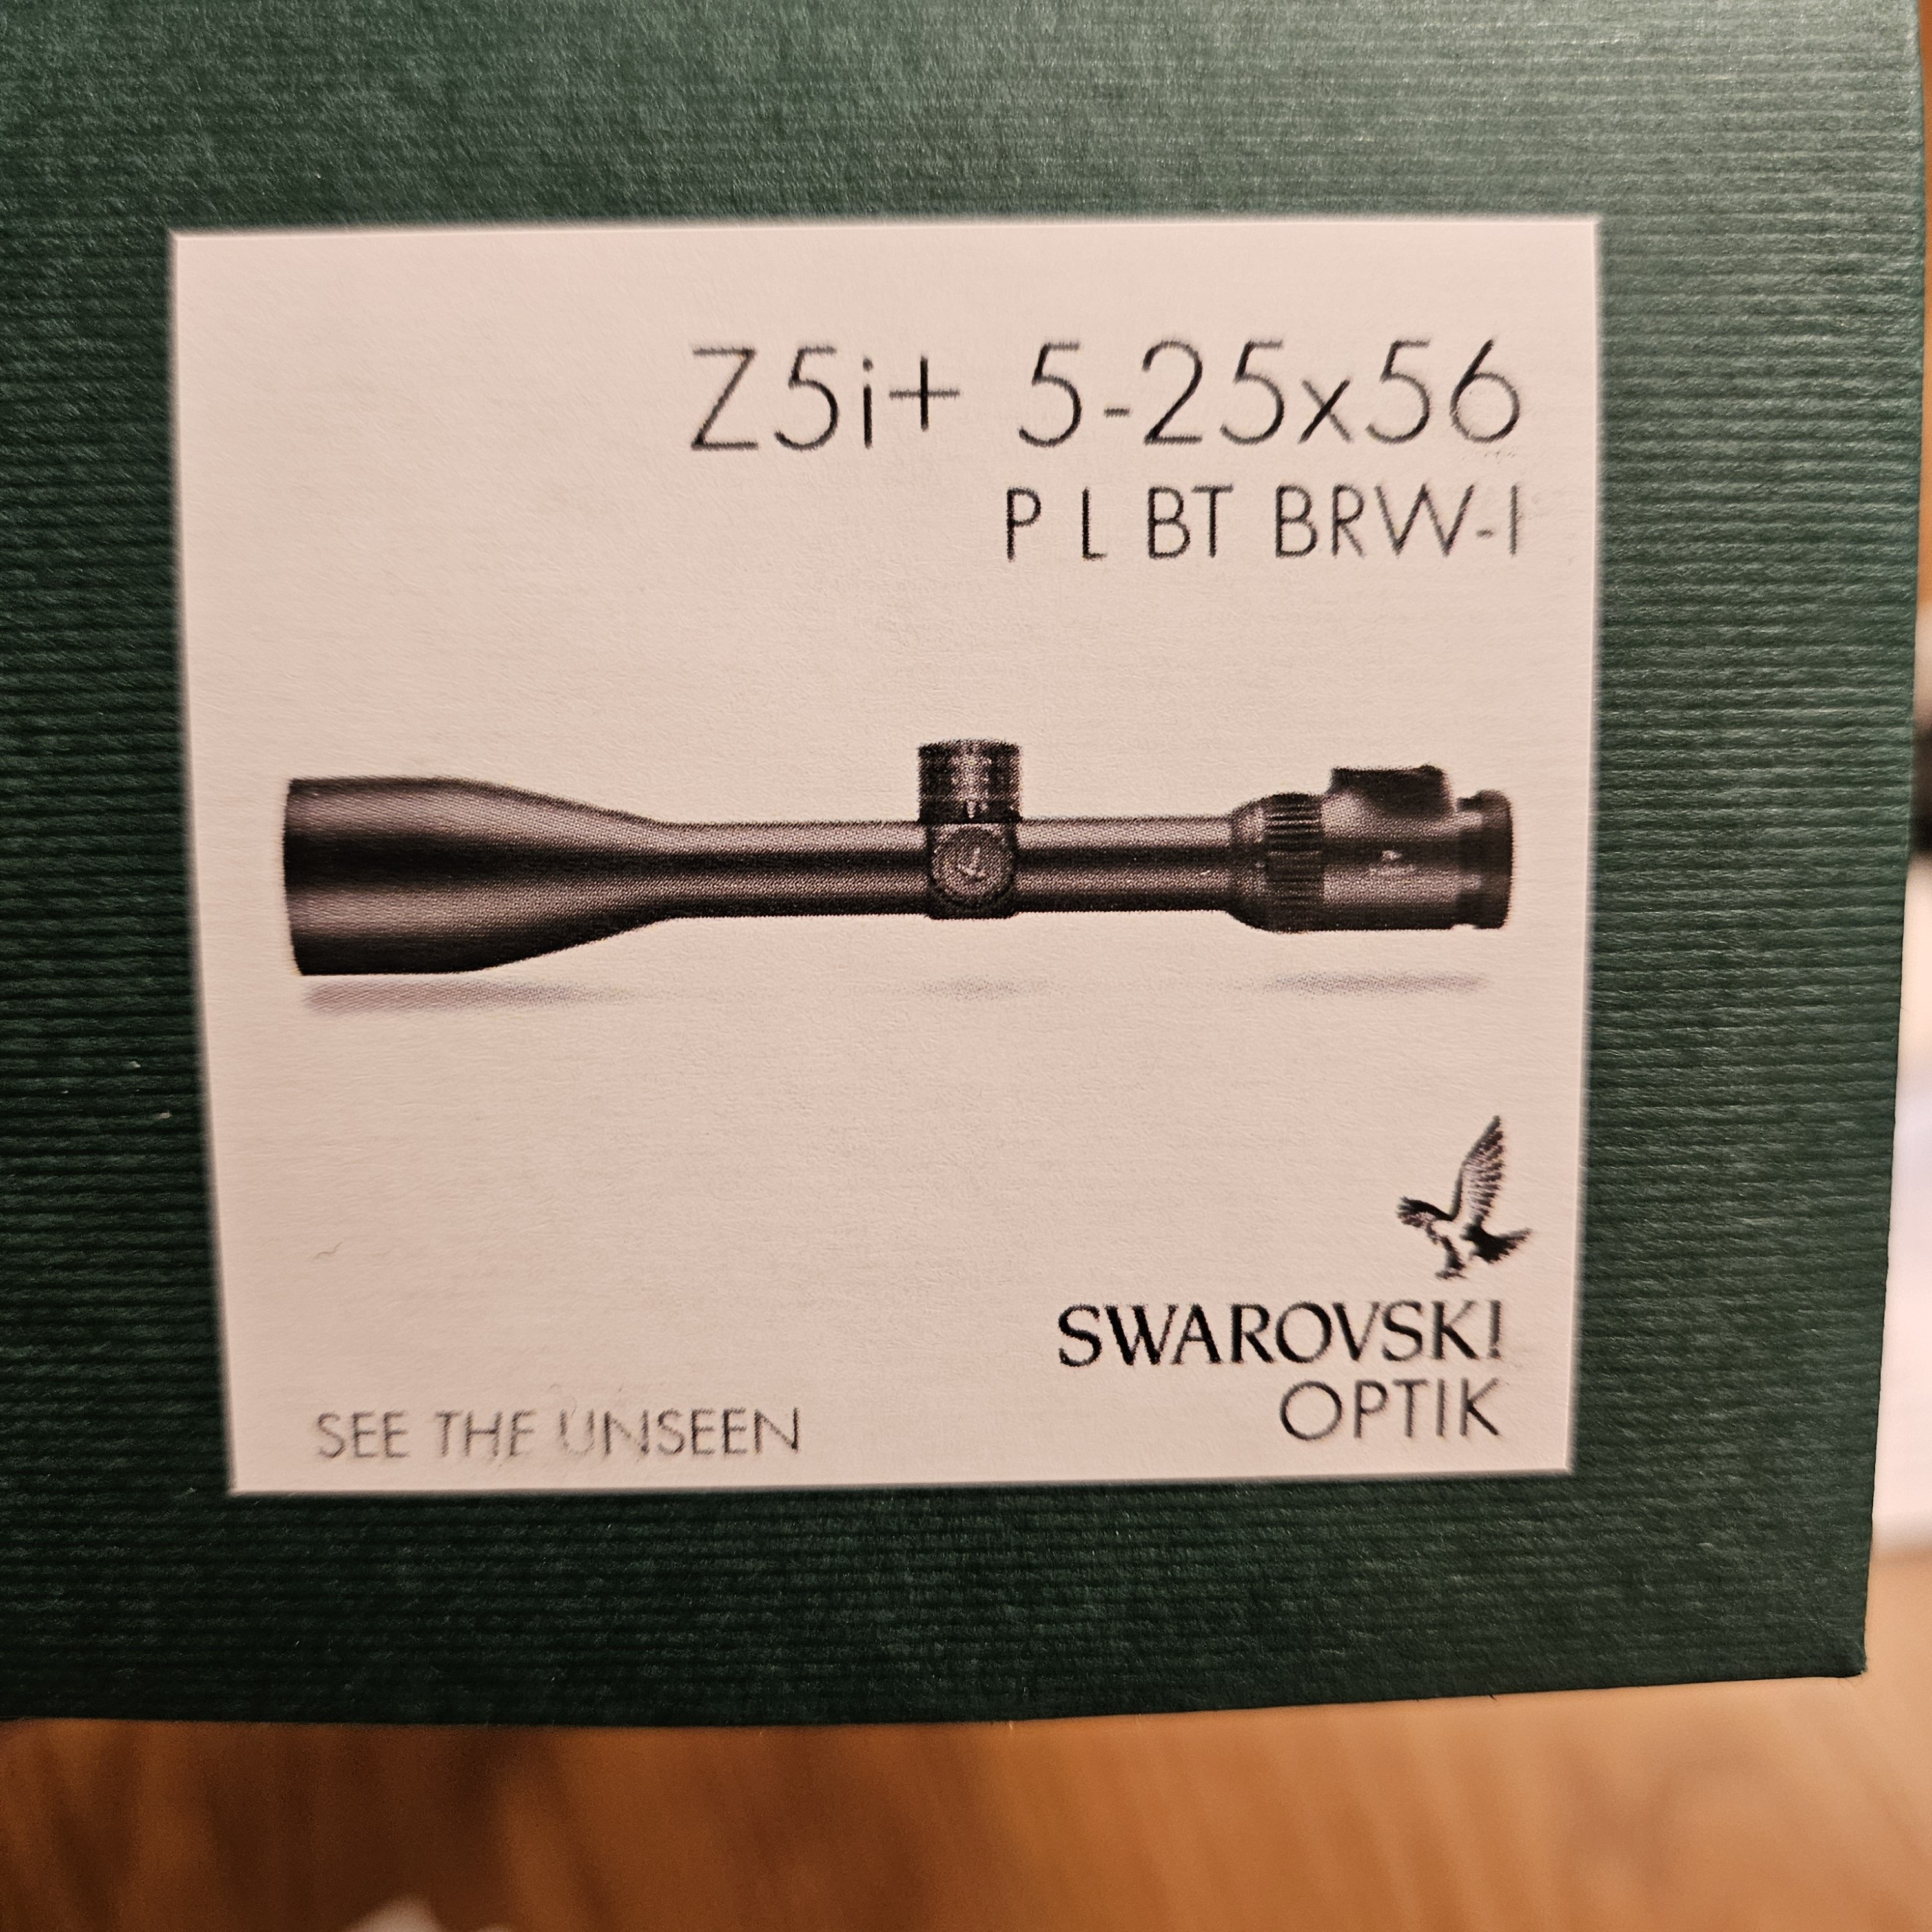 Z5i+ 5-25x56
P L BT BRW-I
SWAROVSKI
OPTIK
SEE THE UNSEEN